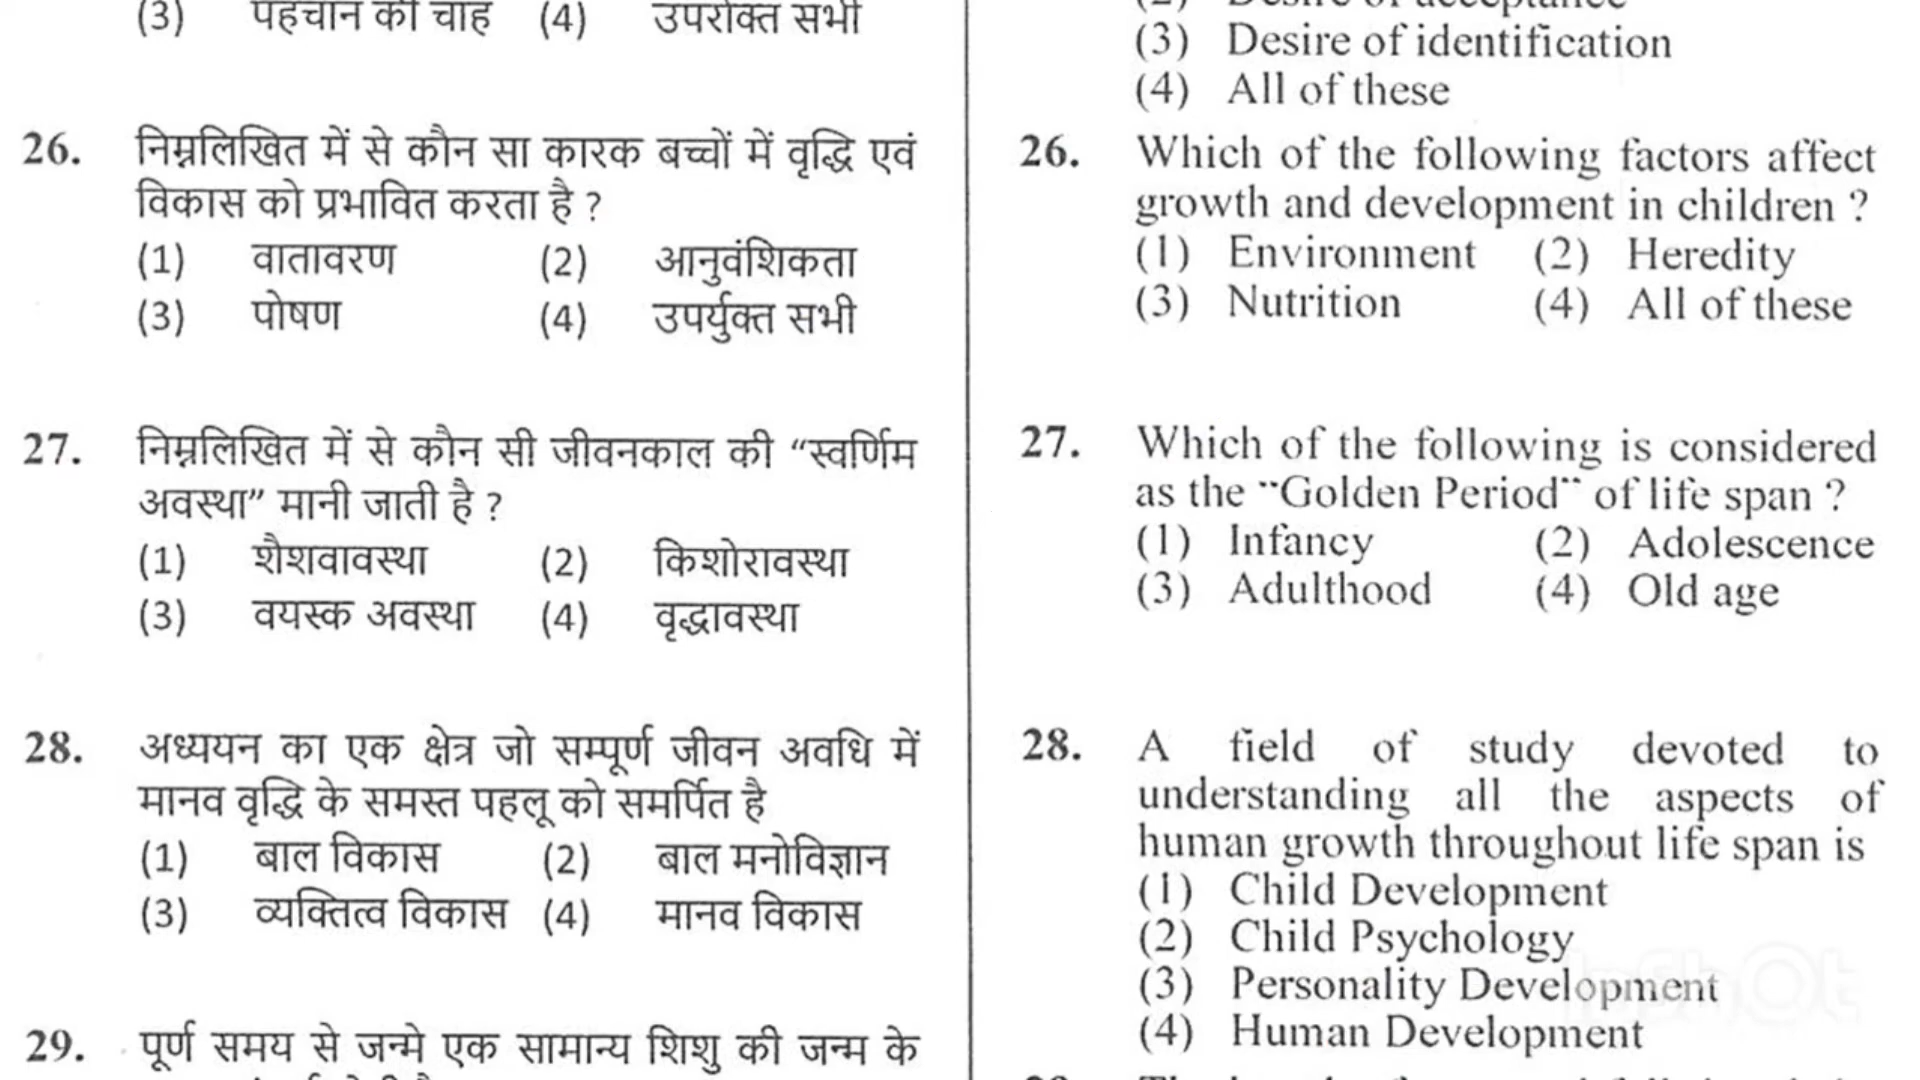 (3) पहचान की चाह (4) उपरोक्त सभी
26. निम्नलिखित में से कौन सा कारक बच्चों में वृद्धि एवं
विकास को प्रभावित करता है ?
(1) वातावरण (2) आनुवंशिकता
(3) पोषण (4) उपर्युक्त सभी
27. निम्नलिखित में से कौन सी जीवनकाल की “स्वर्णिम
अवस्था” मानी जाती है ?
(1) शैशवावस्था (2) किशोरावस्था
(3) वयस्क अवस्था (4) वृद्धावस्था
28. अध्ययन का एक क्षेत्र जो सम्पूर्ण जीवन अवधि में
मानव वृद्धि के समस्त पहलू को समर्पित है
(1) बाल विकास (2) बाल मनोविज्ञान
(3) व्यक्तित्व विकास (4) मानव विकास
29. पूर्ण समय से जन्मे एक सामान्य शिशु की जन्म के
(2) Desire of acceptance
(3) Desire of identification
(4) All of these
26. Which of the following factors affect
growth and development in children ?
(1) Environment (2) Heredity
(3) Nutrition (4) All of these
27. Which of the following is considered
as the “Golden Period” of life span ?
(1) Infancy (2) Adolescence
(3) Adulthood (4) Old age
28. A field of study devoted to
understanding all the aspects of
human growth throughout life span is
(1) Child Development
(2) Child Psychology
(3) Personality Development
(4) Human Development
InShOt